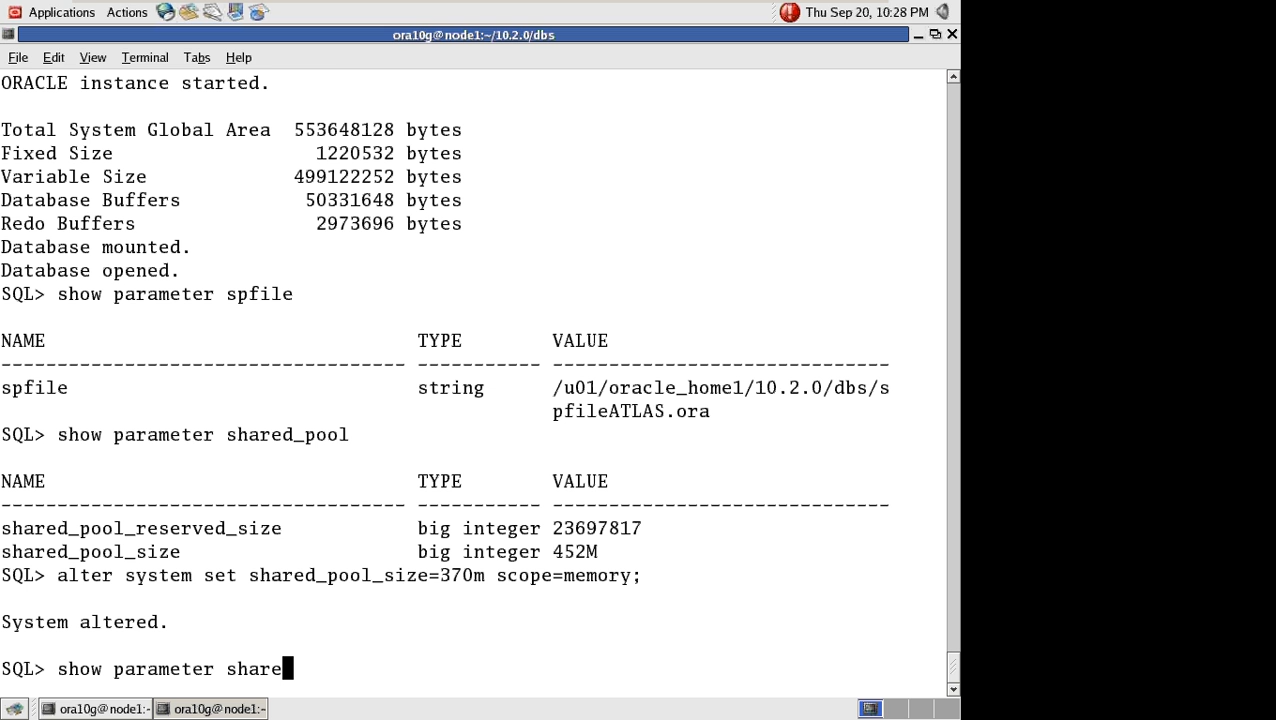 Applications Actions Thu Sep 20, 10:28 PM
ora10g@node1:~/10.2.0/dbs
File Edit View Terminal Tabs Help
ORACLE instance started.
Total System Global Area 553648128 bytes
Fixed Size 1220532 bytes
Variable Size 499122252 bytes
Database Buffers 50331648 bytes
Redo Buffers 2973696 bytes
Database mounted.
Database opened.
SQL> show parameter spfile
NAME TYPE VALUE
------------------------------------ ----------- ------------------------------
spfile string /u01/oracle_home1/10.2.0/dbs/s
pfileATLAS.ora
SQL> show parameter shared_pool
NAME TYPE VALUE
------------------------------------ ----------- ------------------------------
shared_pool_reserved_size big integer 23697817
shared_pool_size big integer 452M
SQL> alter system set shared_pool_size=370m scope=memory;
System altered.
SQL> show parameter share
ora10g@node1:- ora10g@node1:-